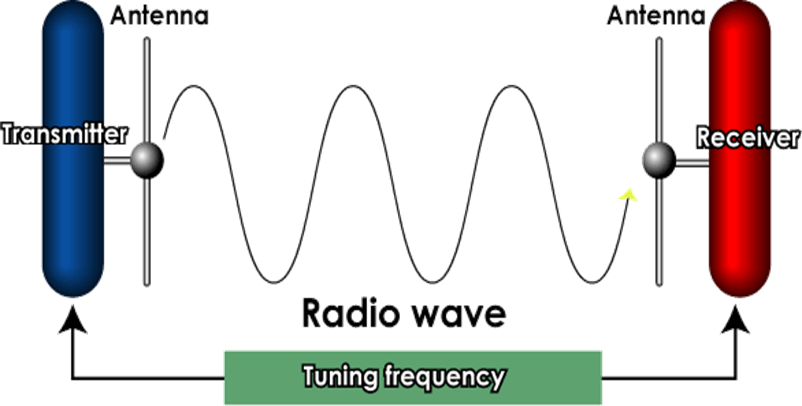 Antenna
Antenna
Transmitter
Receiver
Radio wave
Tuning frequency